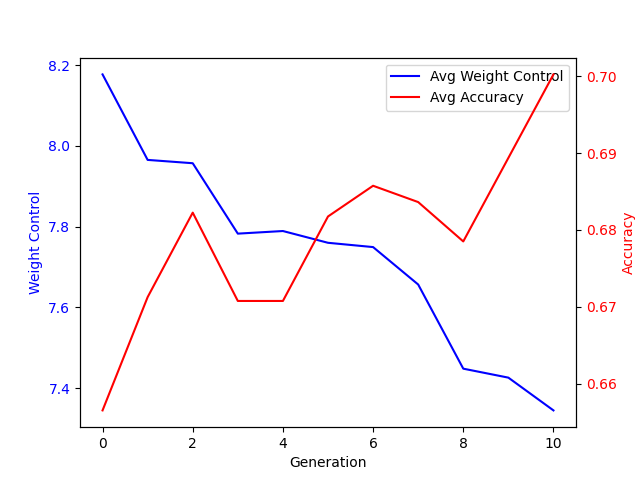 Avg Weight Control
Avg Accuracy
8.2
8.0
7.8
7.6
7.4
Weight Control
0.70
0.69
0.68
0.67
0.66
Accuracy
0 2 4 6 8 10
Generation